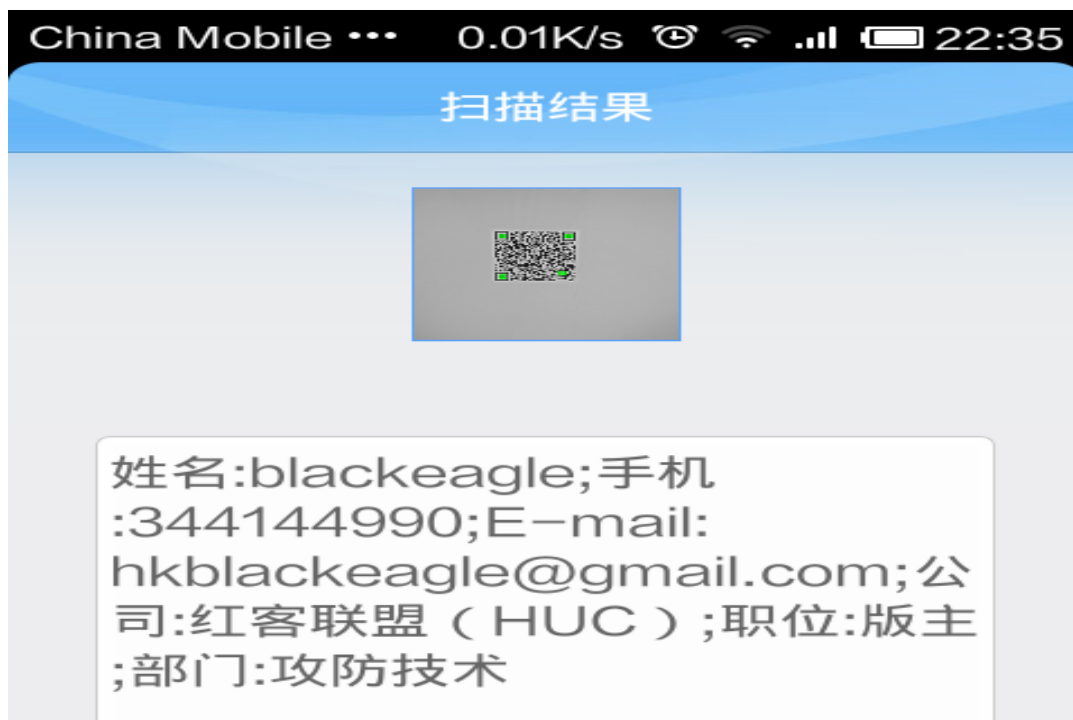 China Mobile ••• 0.01K/s 22:35
扫描结果
姓名:blackeagle;手机
:344144990;E-mail:
hkblackeagle@gmail.com;公
司:红客联盟（HUC）;职位:版主
;部门:攻防技术